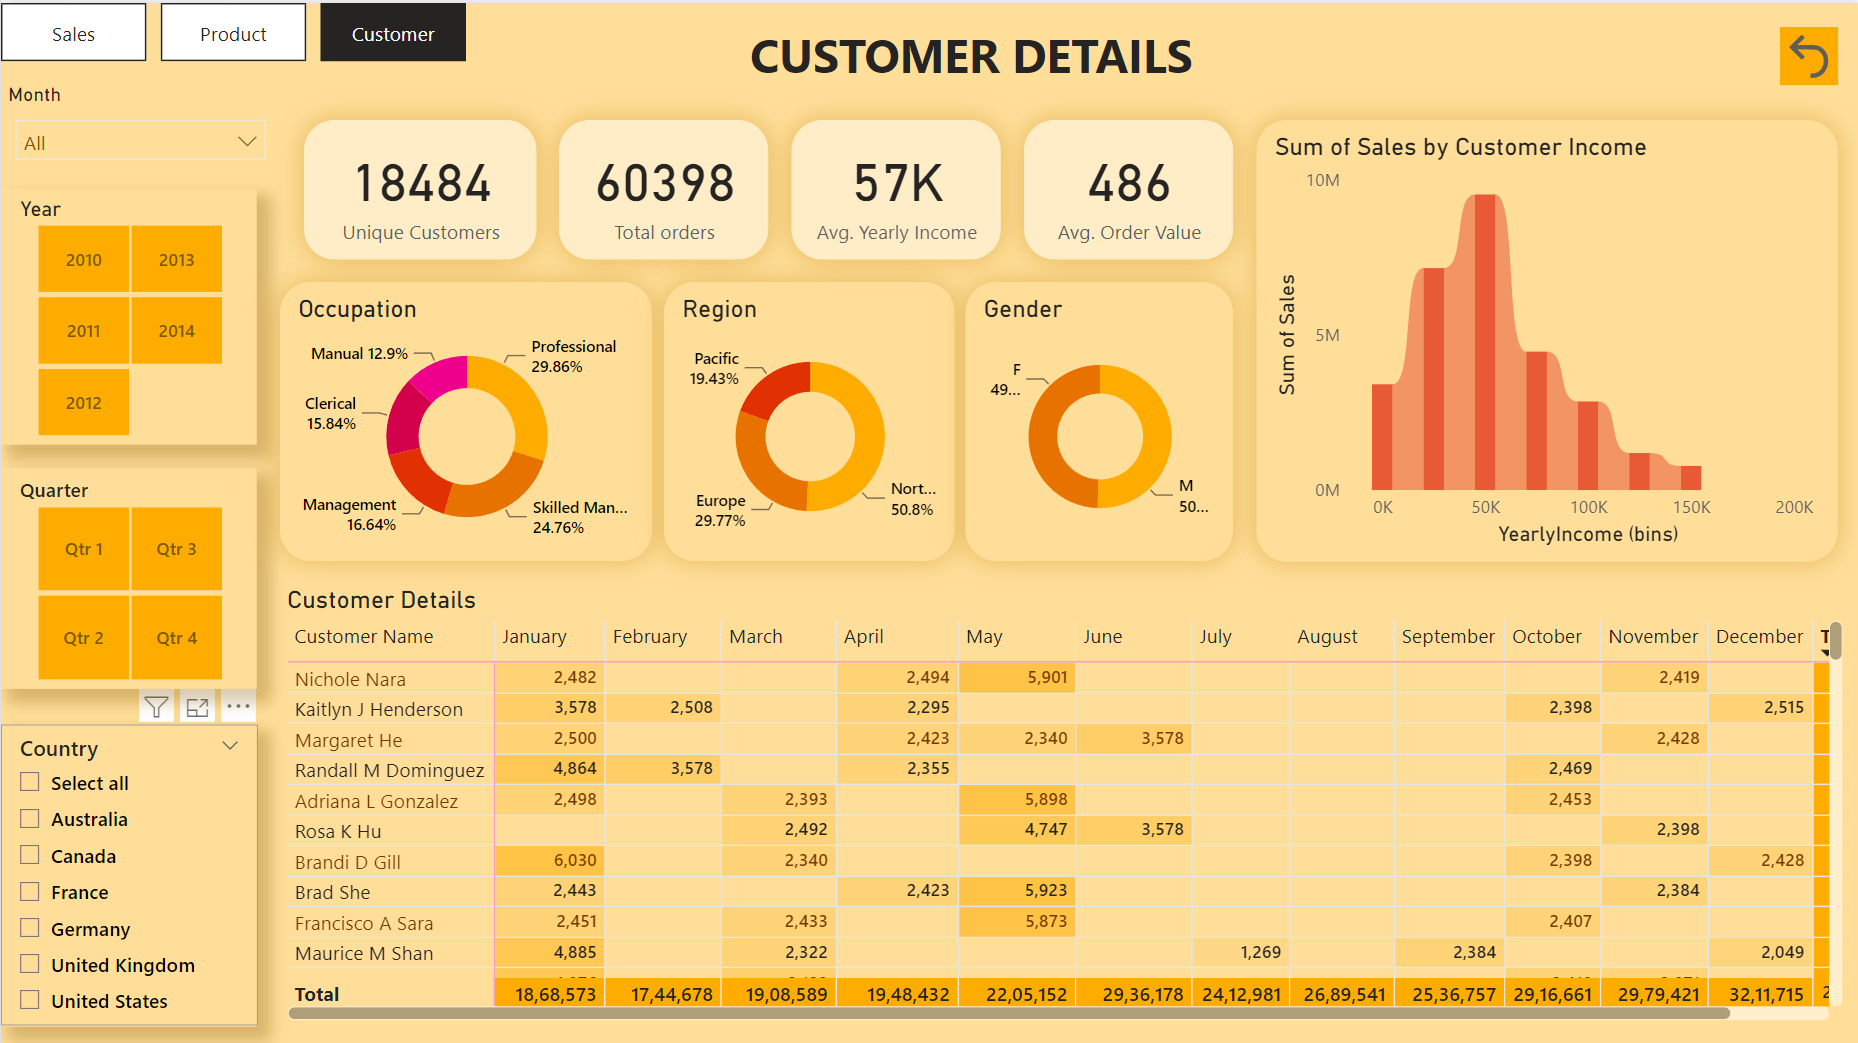 Sales
Product
Customer
CUSTOMER DETAILS
Month
All
Year
2010
2013
2011
2014
2012
Quarter
Qtr 1
Qtr 3
Qtr 2
Qtr 4
Country
Select all
Australia
Canada
France
Germany
United Kingdom
United States
18484
Unique Customers
60398
Total orders
57K
Avg. Yearly Income
486
Avg. Order Value
Occupation
Manual 12.9%
Professional
29.86%
Clerical
15.84%
Management
16.64%
Skilled Man...
24.76%
Region
Pacific
19.43%
Europe
29.77%
Nort...
50.8%
Gender
F
49...
M
50...
Sum of Sales by Customer Income
Sum of Sales
10M
5M
0M
0K 50K 100K 150K 200K
YearlyIncome (bins)
Customer Details
Customer Name January February March April May June July August September October November December
Nichole Nara 2,482 2,494 5,901 2,419
Kaitlyn J Henderson 3,578 2,508 2,295 2,398 2,515
Margaret He 2,500 2,423 2,340 3,578 2,428
Randall M Dominguez 4,864 3,578 2,355 2,469
Adriana L Gonzalez 2,498 2,393 5,898 2,453
Rosa K Hu 2,492 4,747 3,578 2,398
Brandi D Gill 6,030 2,340 2,398 2,428
Brad She 2,443 2,423 5,923 2,384
Francisco A Sara 2,451 2,433 5,873 2,407
Maurice M Shan 4,885 2,322 1,269 2,384 2,049
Total 18,68,573 17,44,678 19,08,589 19,48,432 22,05,152 29,36,178 24,12,981 26,89,541 25,36,757 29,16,661 29,79,421 32,11,715